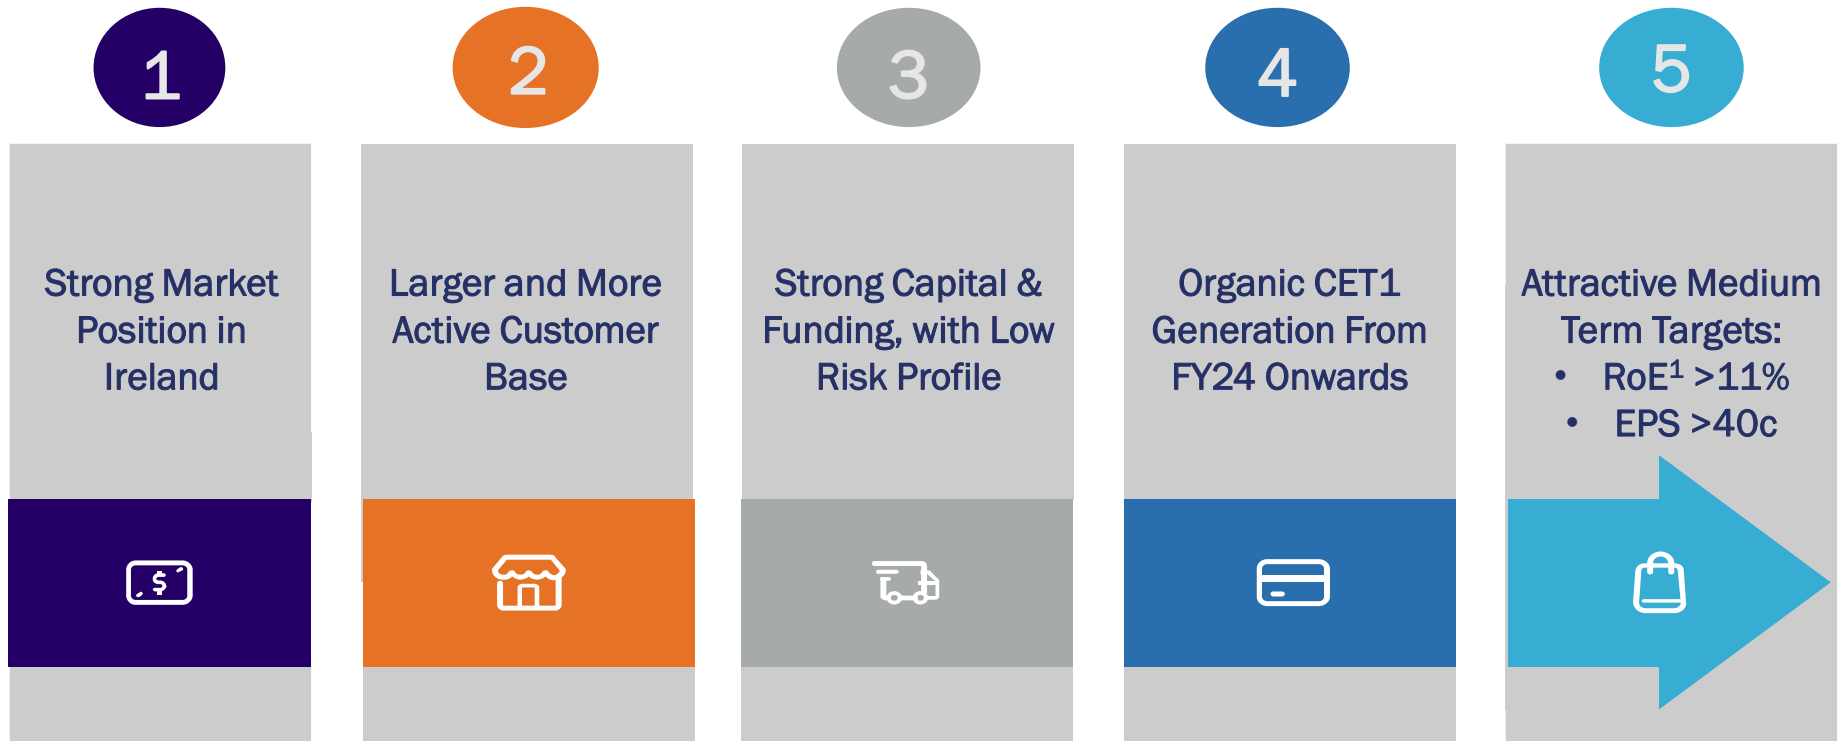 1
Strong Market
Position in
Ireland
$
2
Larger and More
Active Customer
Base
3
Strong Capital &
Funding, with Low
Risk Profile
4
Organic CET1
Generation From
FY24 Onwards
5
Attractive Medium
Term Targets:
• RoE¹ >11%
• EPS >40c